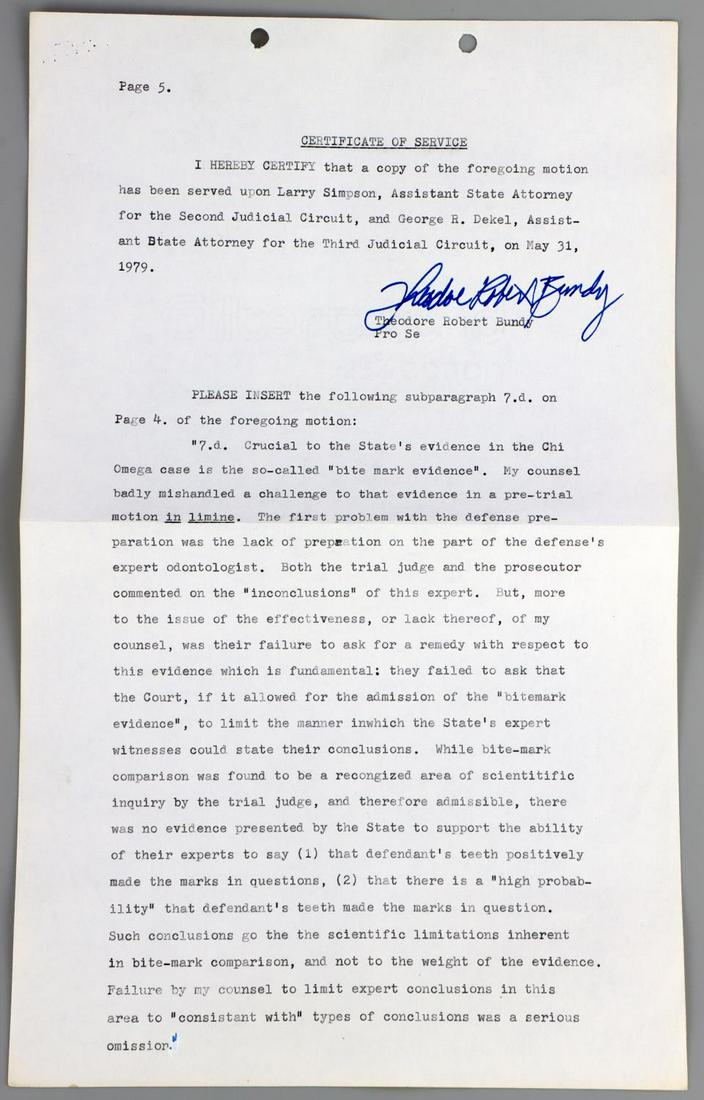 Page 5.
CERTIFICATE OF SERVICE
I HEREBY CERTIFY that a copy of the foregoing motion
has been served upon Larry Simpson, Assistant State Attorney
for the Second Judicial Circuit, and George R. Dekel, Assist-
ant Btate Attorney for the Third Judicial Circuit, on May 31,
1979.
Theodore Robert Bundy
Theodore Robert Bundy
Pro Se
PLEASE INSERT the following subparagraph 7.d. on
Page 4. of the foregoing motion:
"7.d. Crucial to the State's evidence in the Chi
Omega case is the so-called "bite mark evidence". My counsel
badly mishandled a challenge to that evidence in a pre-trial
motion in limine. The first problem with the defense pre-
paration was the lack of prepration on the part of the defense's
expert odontologist. Both the trial judge and the prosecutor
commented on the "inconclusions" of this expert. But, more
to the issue of the effectiveness, or lack thereof, of my
counsel, was their failure to ask for a remedy with respect to
this evidence which is fundamental: they failed to ask that
the Court, if it allowed for the admission of the "bitemark
evidence", to limit the manner inwhich the State's expert
witnesses could state their conclusions. While bite-mark
comparison was found to be a recongized area of scientitific
inquiry by the trial judge, and therefore admissible, there
was no evidence presented by the State to support the ability
of their experts to say (1) that defendant's teeth positively
made the marks in questions, (2) that there is a "high probab-
ility" that defendant's teeth made the marks in question.
Such conclusions go the the scientific limitations inherent
in bite-mark comparison, and not to the weight of the evidence.
Failure by my counsel to limit expert conclusions in this
area to "consistant with" types of conclusions was a serious
omission."